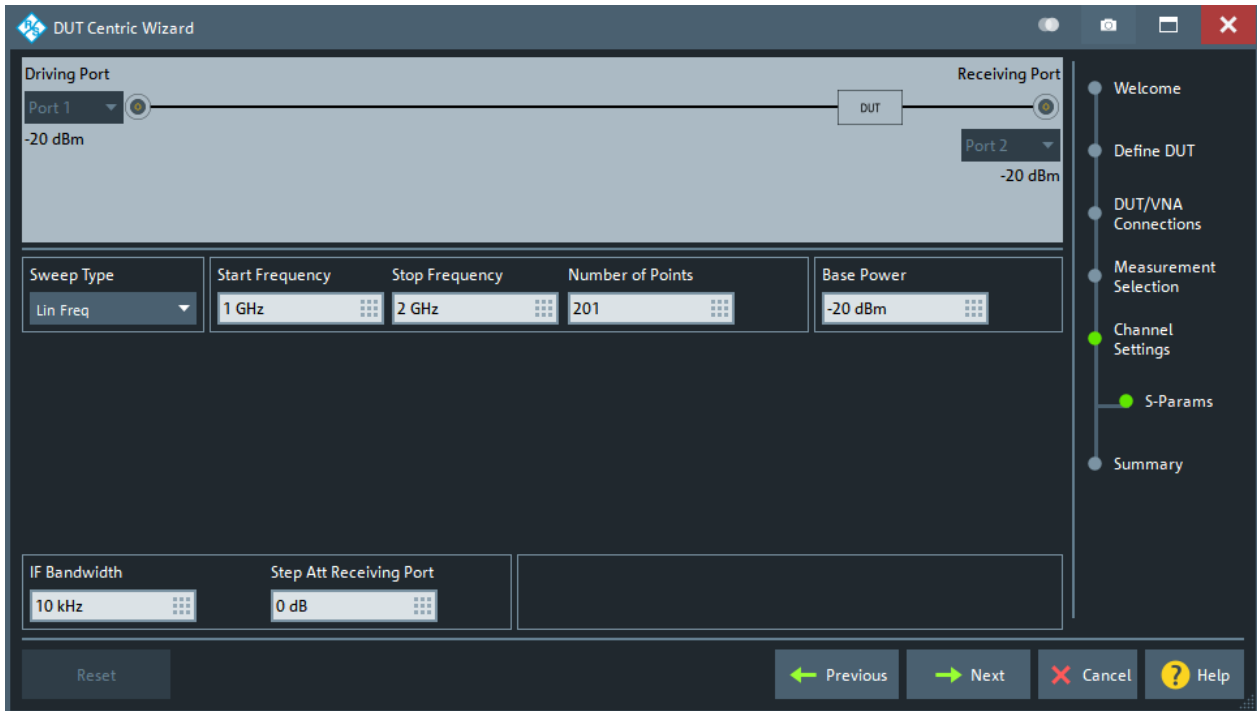 DUT Centric Wizard
Driving Port
Receiving Port
Port 1
DUT
-20 dBm
Port 2
-20 dBm
Sweep Type
Start Frequency
Stop Frequency
Number of Points
Base Power
Lin Freq
1 GHz
2 GHz
201
-20 dBm
IF Bandwidth
Step Att Receiving Port
10 kHz
0 dB
Welcome
Define DUT
DUT/VNA
Connections
Measurement
Selection
Channel
Settings
S-Params
Summary
Reset
Previous
Next
Cancel
Help